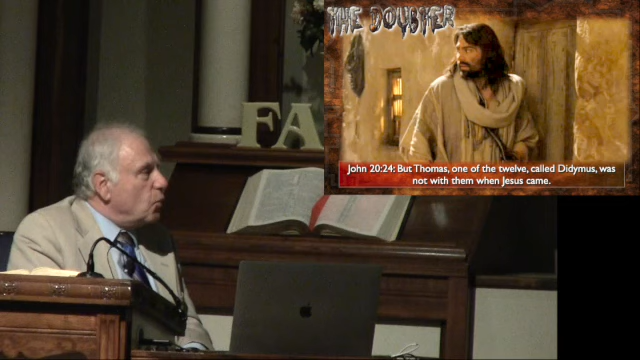 THE DOUBTER
FA
John 20:24: But Thomas, one of the twelve, called Didymus, was
not with them when Jesus came.